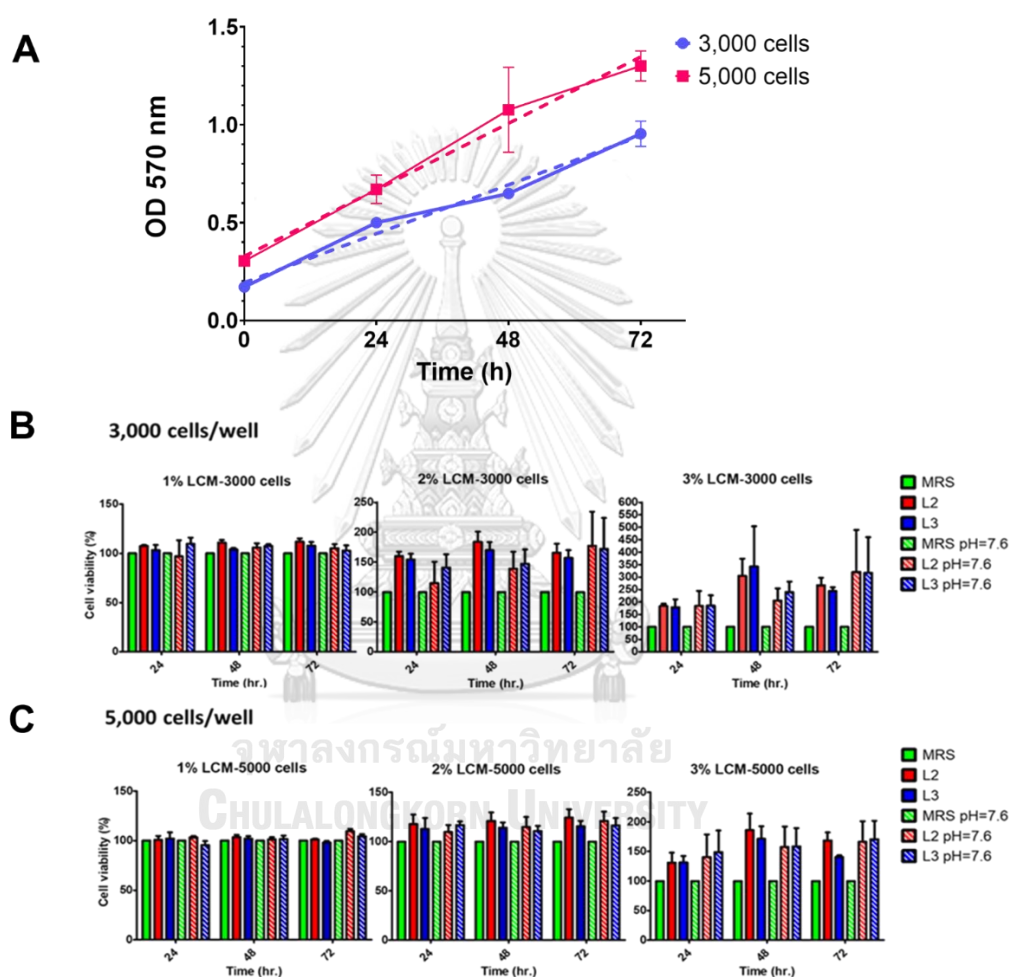 A
1.5
1.0
0.5
0.0
OD 570 nm
0 24 48 72
Time (h)
3,000 cells
5,000 cells
B
3,000 cells/well
1% LCM-3000 cells
150
100
50
0
Cell viability (%)
24 48 72
Time (hr.)
2% LCM-3000 cells
250
200
150
100
50
0
24 48 72
Time (hr.)
3% LCM-3000 cells
600
550
500
450
400
350
300
250
200
150
100
50
0
24 48 72
Time (hr.)
MRS
L2
L3
MRS pH=7.6
L2 pH=7.6
L3 pH=7.6
C
5,000 cells/well
จุฬาลงกรณ์มหาวิทยาลัย
CHULALONGKORN UNIVERSITY
1% LCM-5000 cells
150
100
50
0
Cell viability (%)
24 48 72
Time (hr.)
2% LCM-5000 cells
150
100
50
0
24 48 72
Time (hr.)
3% LCM-5000 cells
250
200
150
100
50
0
24 48 72
Time (hr.)
MRS
L2
L3
MRS pH=7.6
L2 pH=7.6
L3 pH=7.6